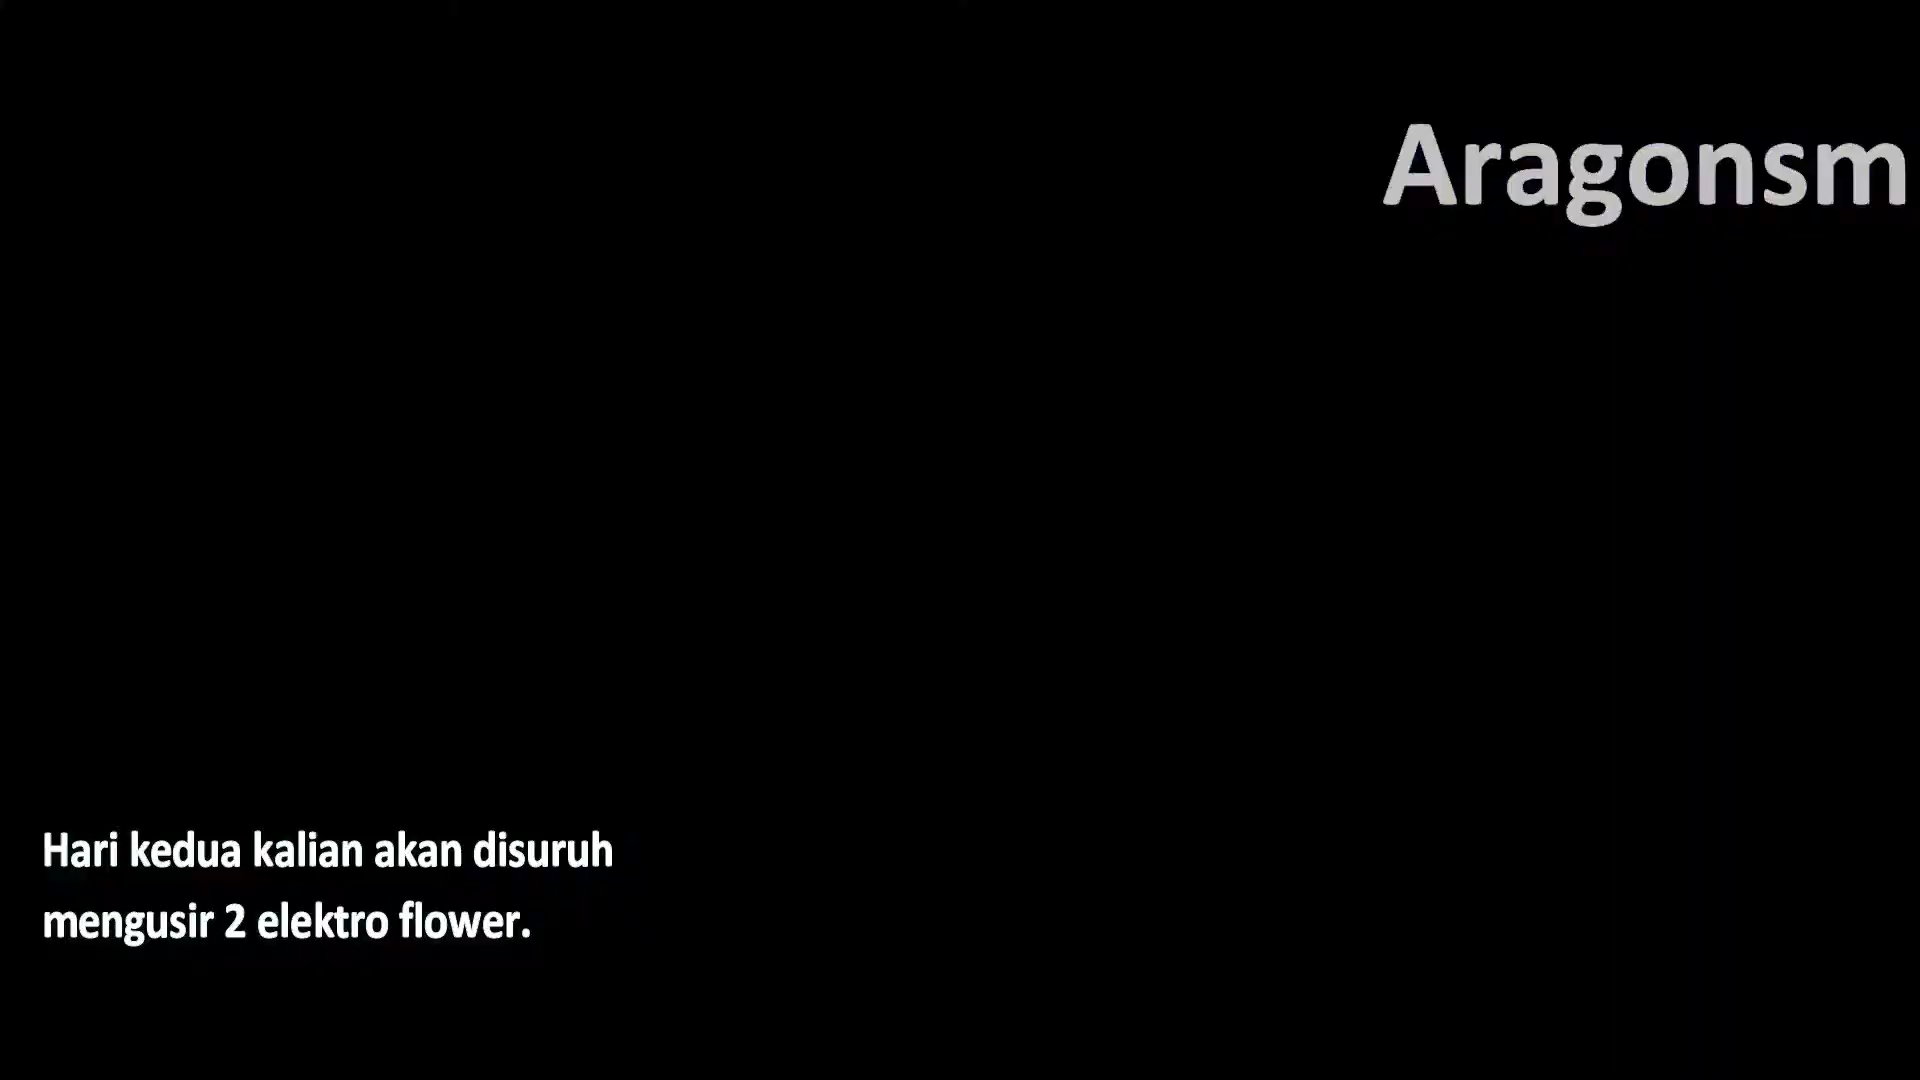 Aragonsm
Hari kedua kalian akan disuruh
mengusir 2 elektro flower.